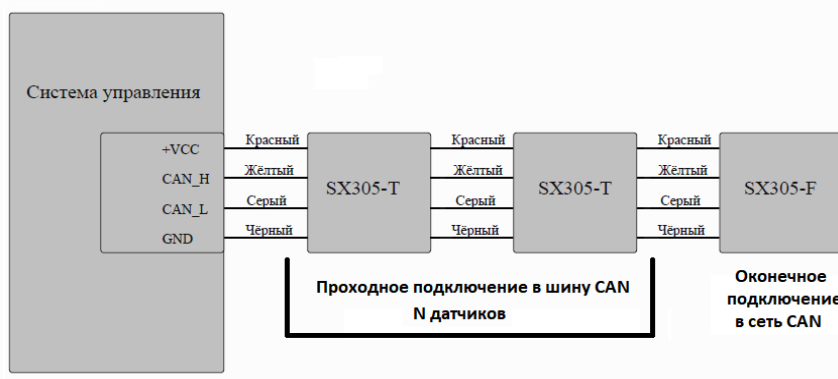 Система управления
+VCC
CAN_H
CAN_L
GND
Красный
Жёлтый
Серый
Чёрный
SX305-T
Красный
Жёлтый
Серый
Чёрный
SX305-T
Красный
Жёлтый
Серый
Чёрный
SX305-F
Проходное подключение в шину CAN
N датчиков
Оконечное
подключение
в сеть CAN